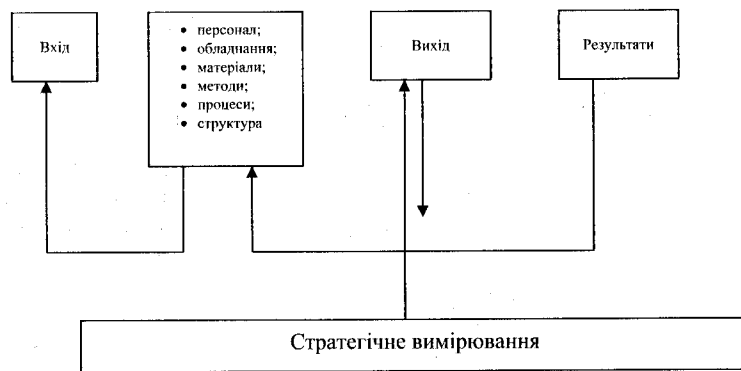 Вхід
• персонал;
• обладнання;
• матеріали;
• методи;
• процеси;
• структура
Вихід
Результати
Стратегічне вимірювання